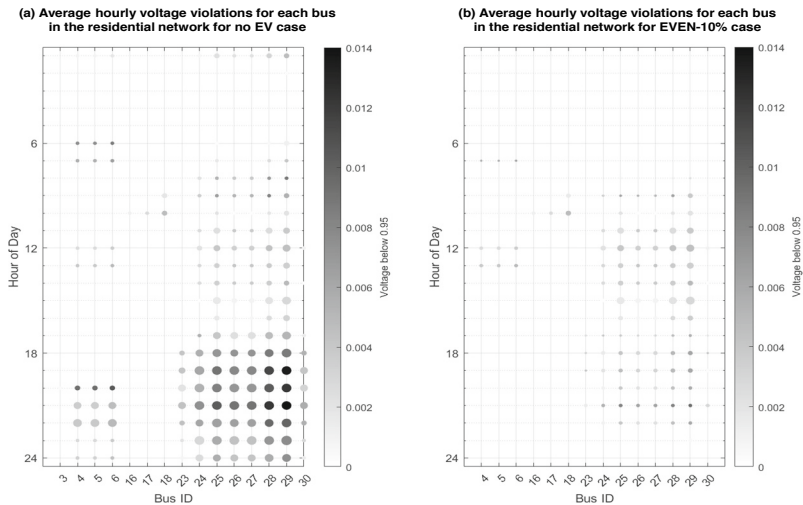 (a) Average hourly voltage violations for each bus
in the residential network for no EV case
0.014
0.012
0.01
0.008
0.006
0.004
0.002
0
Voltage below 0.95
6
12
18
24
Hour of Day
3 4 5 6 16 17 18 23 24 25 26 27 28 29 30
Bus ID
(b) Average hourly voltage violations for each bus
in the residential network for EVEN-10% case
0.014
0.012
0.01
0.008
0.006
0.004
0.002
0
Voltage below 0.95
6
12
18
24
Hour of Day
4 5 6 16 17 18 23 24 25 26 27 28 29 30
Bus ID